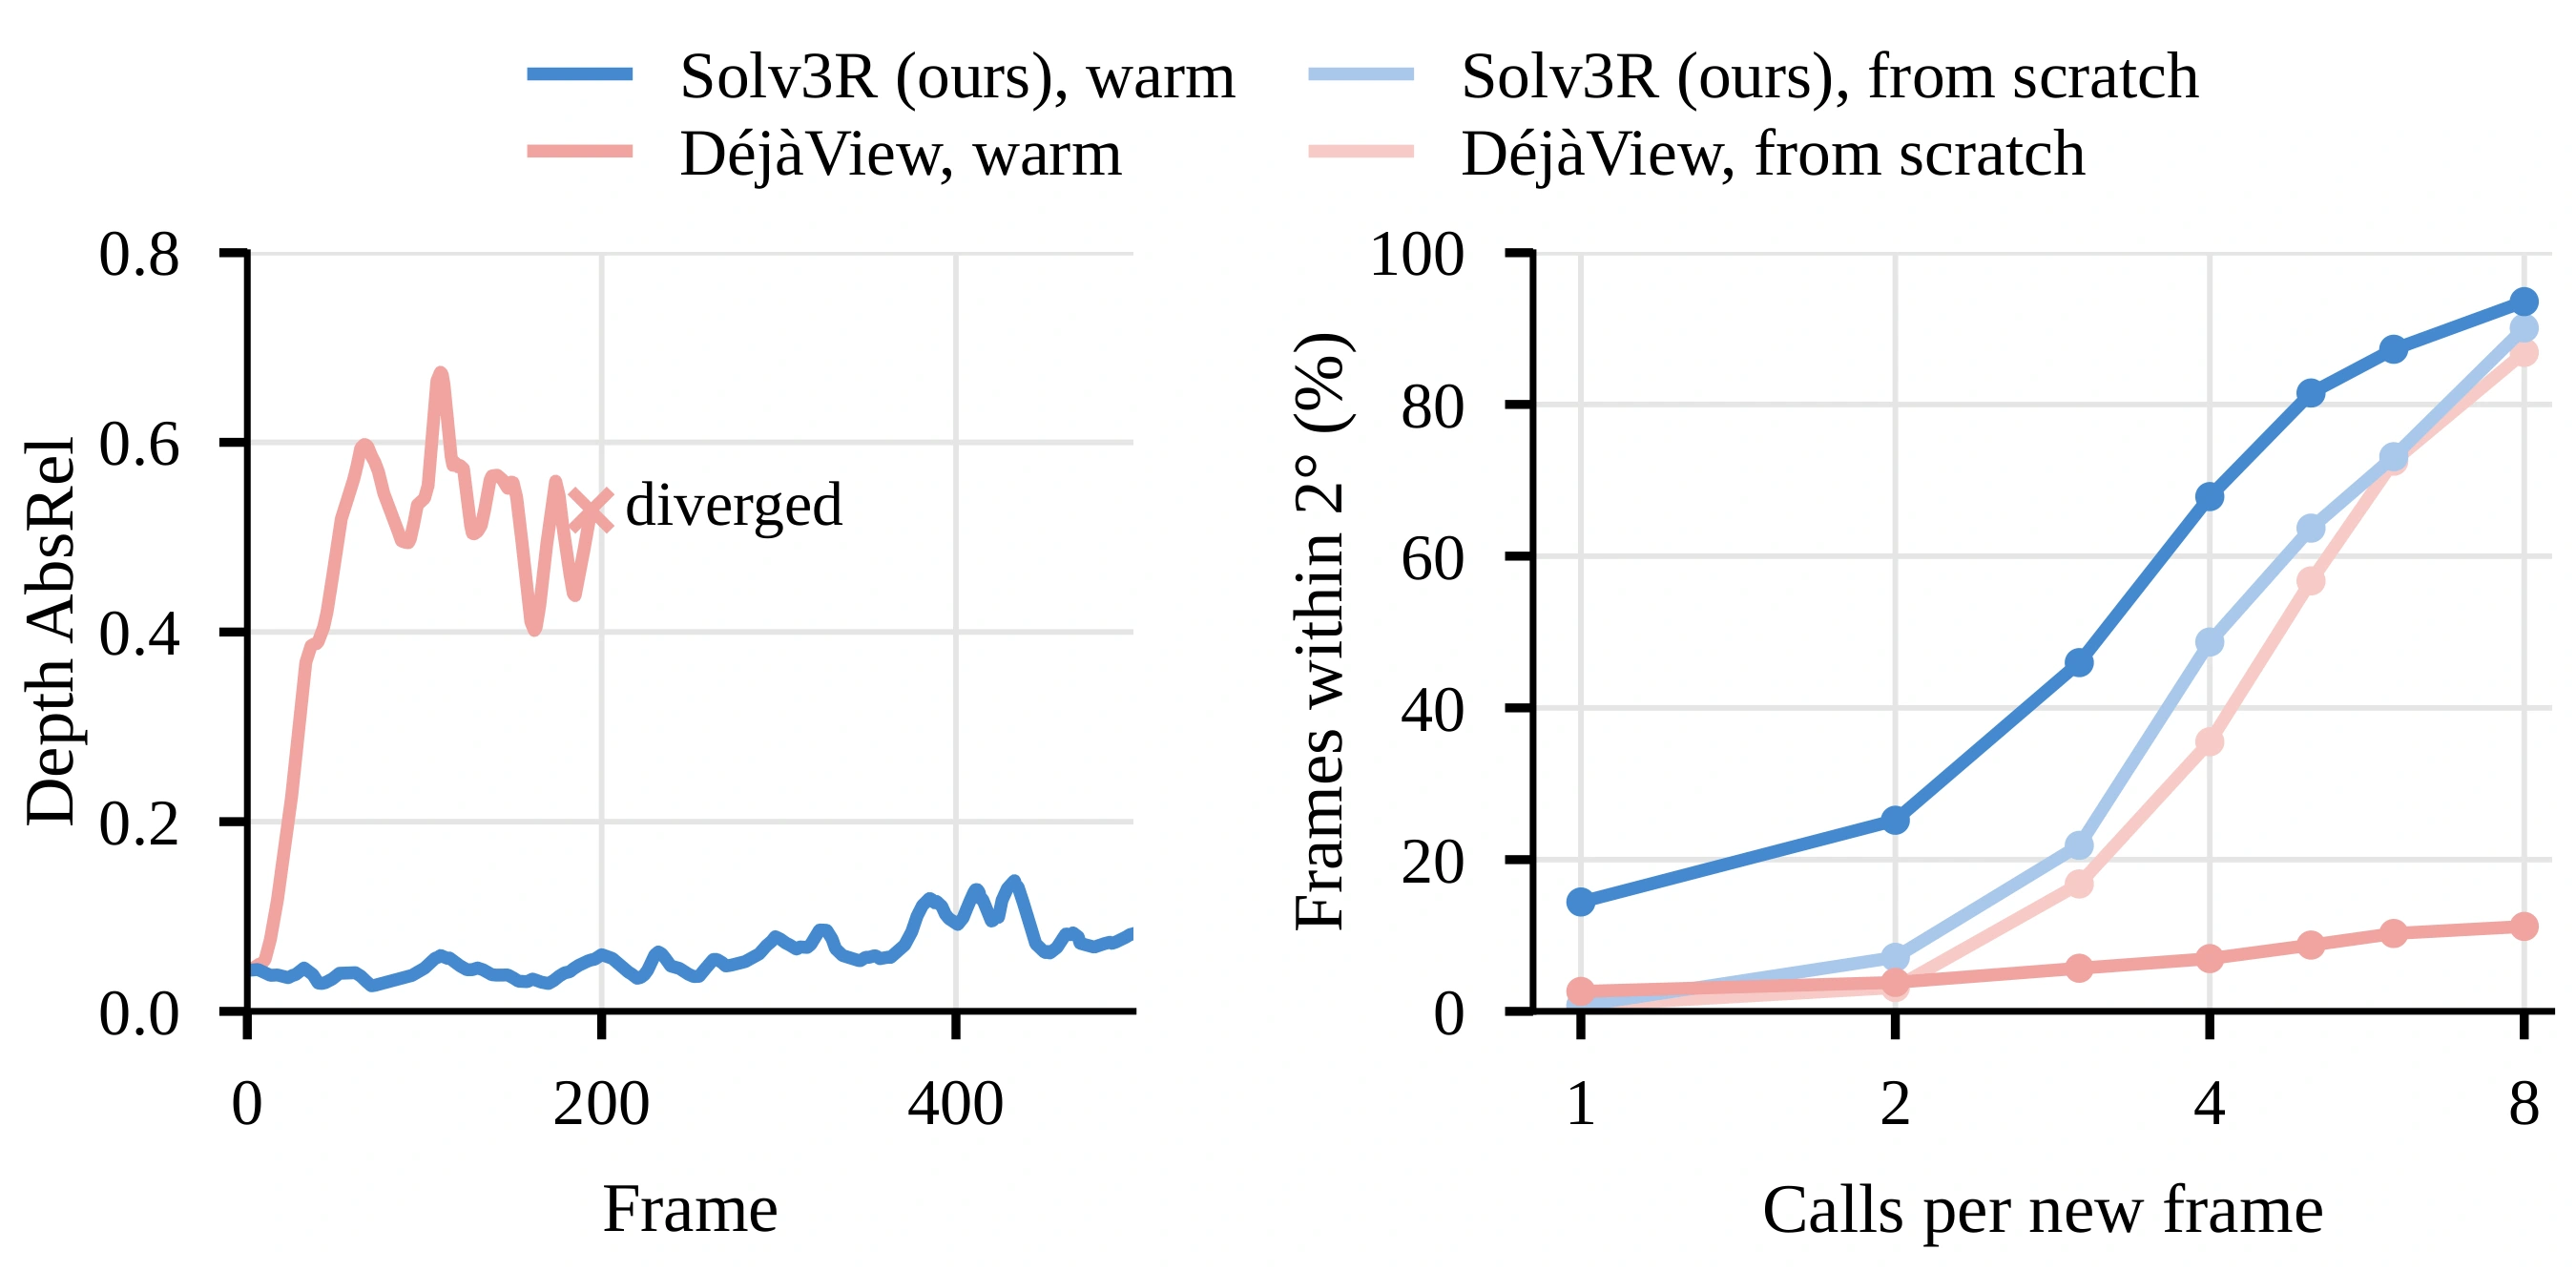 Solv3R (ours), warm
Solv3R (ours), from scratch
DéjàView, warm
DéjàView, from scratch
Depth AbsRel
0.8
0.6
0.4
0.2
0.0
diverged
0 200 400
Frame
Frames within 2° (%)
100
80
60
40
20
0
1 2 4 8
Calls per new frame